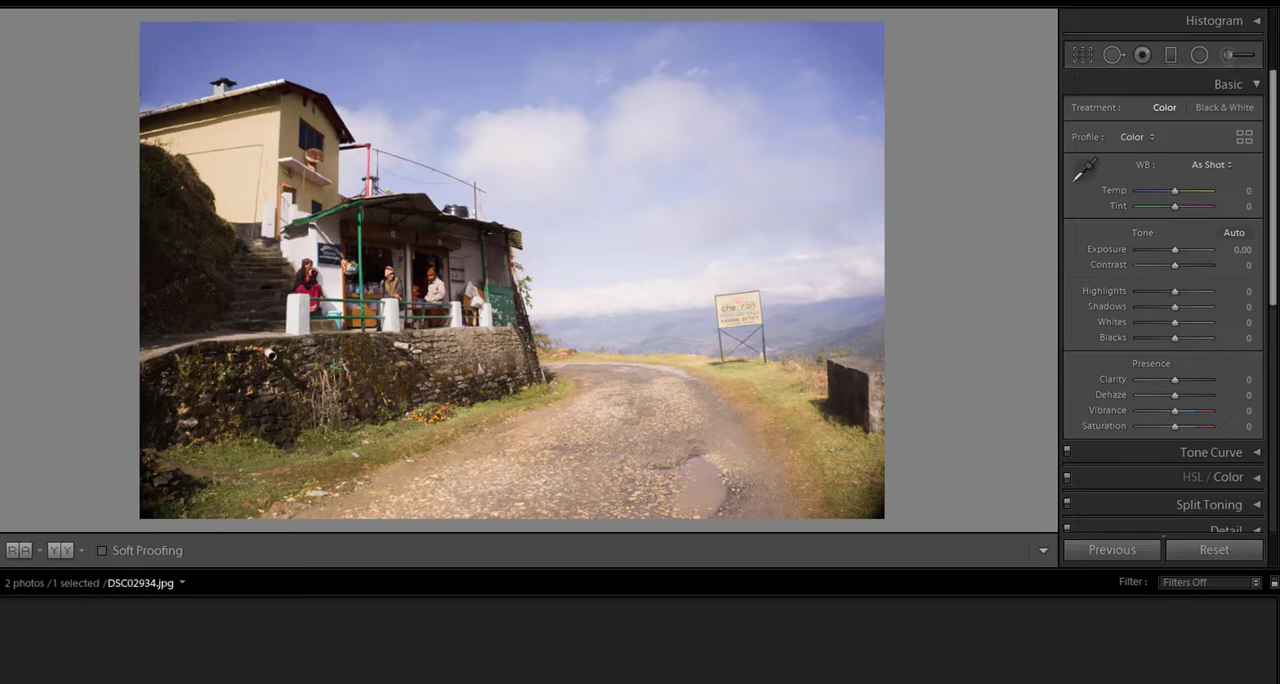 Histogram
Basic
Treatment : Color Black & White
Profile : Color
WB : As Shot
Temp 0
Tint 0
Tone Auto
Exposure 0.00
Contrast 0
Highlights 0
Shadows 0
Whites 0
Blacks 0
Presence
Clarity 0
Dehaze 0
Vibrance 0
Saturation 0
Tone Curve
HSL / Color
Split Toning
Detail
Previous Reset
R A Y Y Soft Proofing
2 photos / 1 selected / DSC02934.jpg
Filter : Filters Off